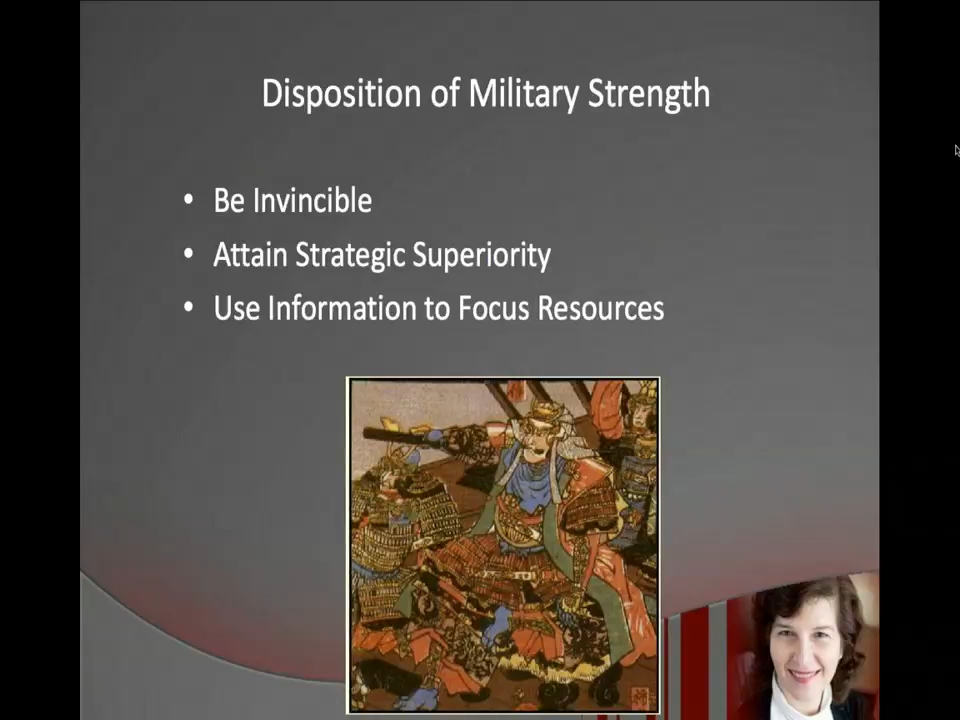 Disposition of Military Strength
• Be Invincible
• Attain Strategic Superiority
• Use Information to Focus Resources